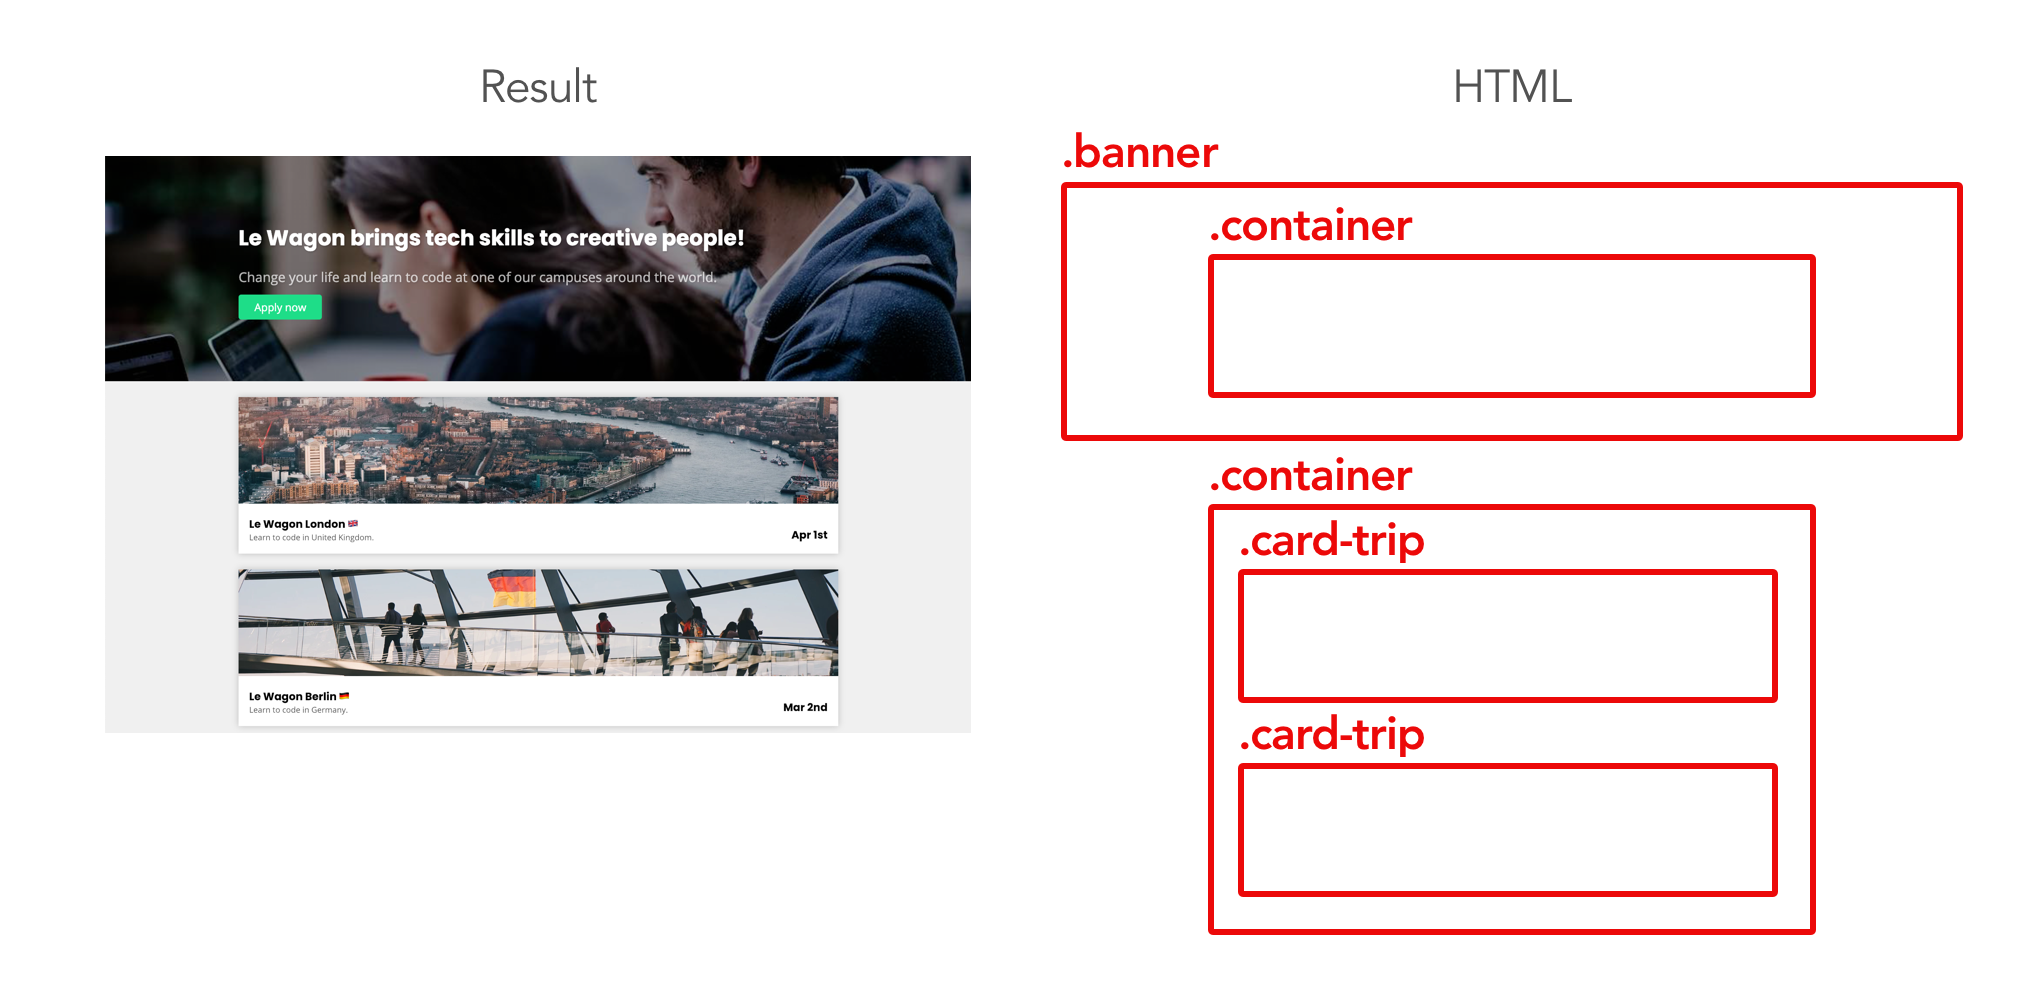 Result
Le Wagon brings tech skills to creative people!
Change your life and learn to code at one of our campuses around the world.
Apply now
Le Wagon London 🇬🇧
Learn to code in United Kingdom.
Apr 1st
Le Wagon Berlin 🇩🇪
Learn to code in Germany.
Mar 2nd
HTML
.banner
.container
.container
.card-trip
.card-trip